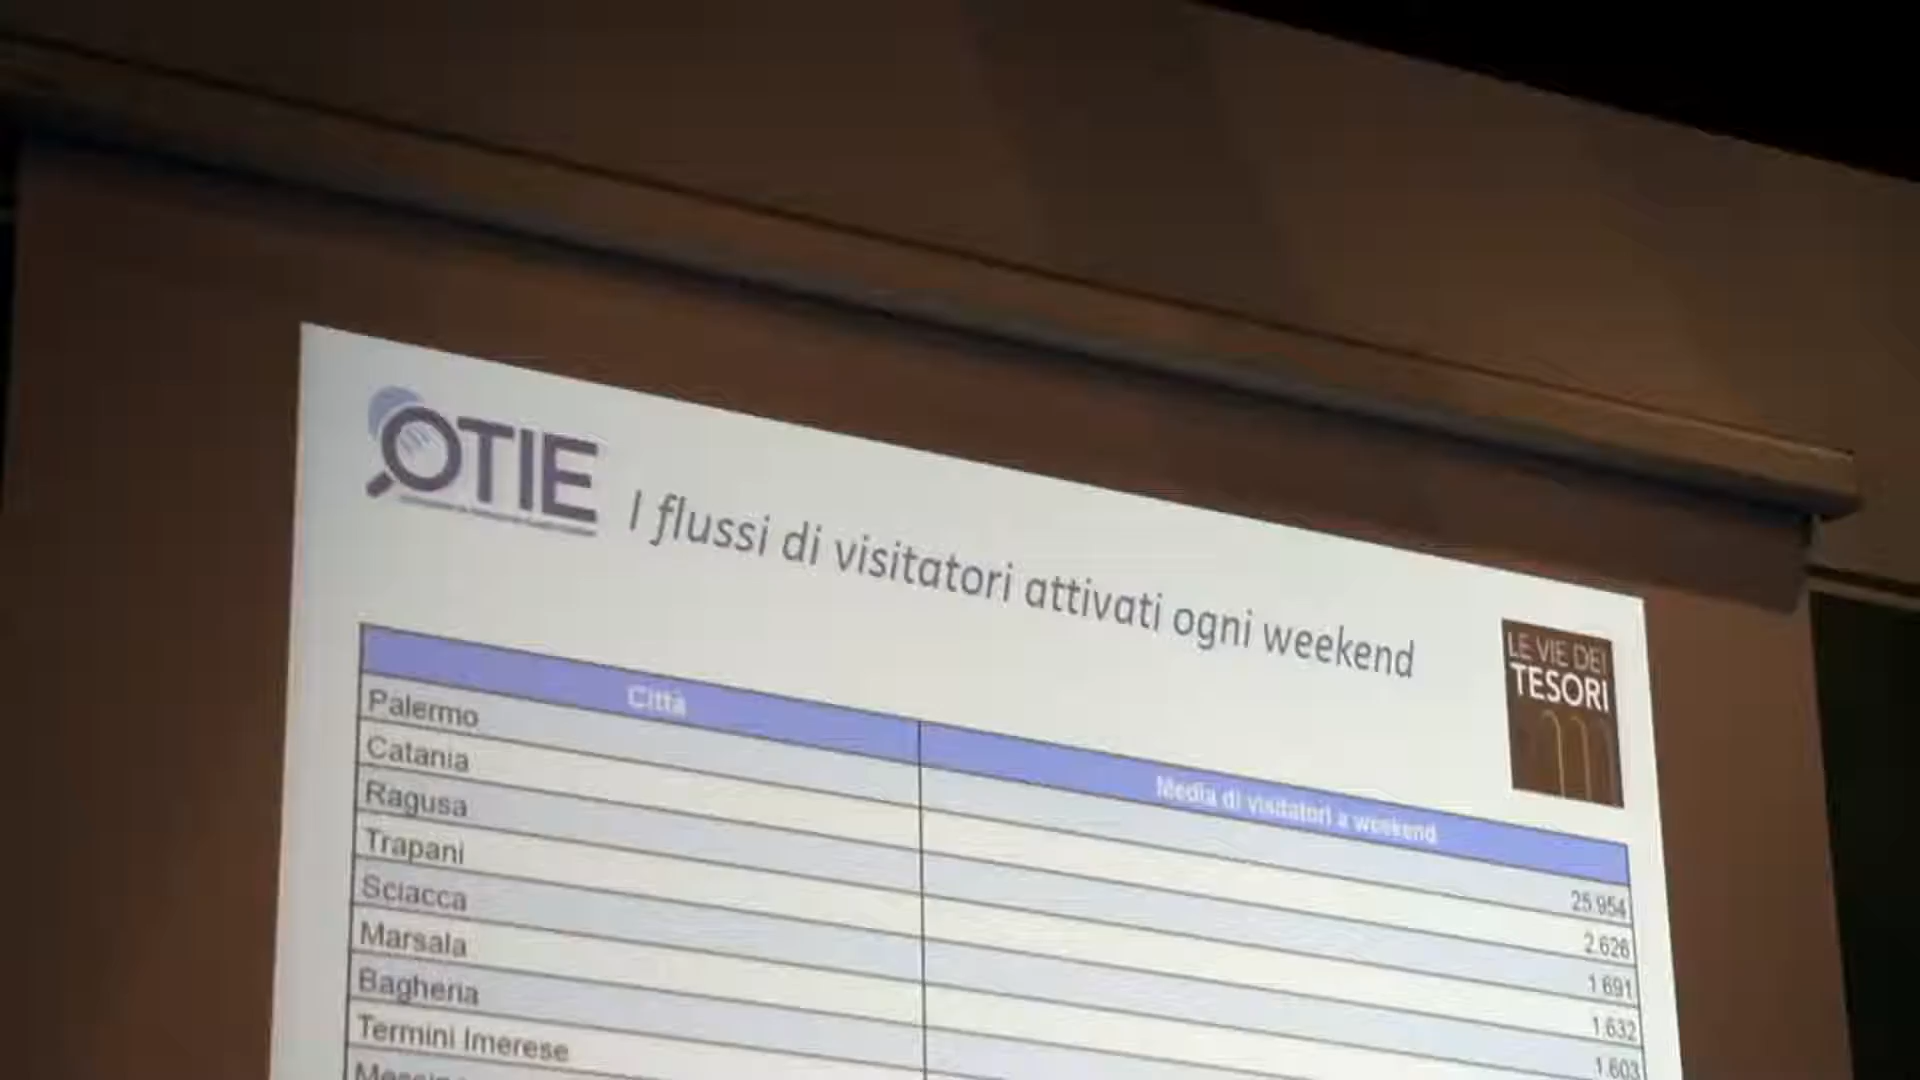 OTIE
I flussi di visitatori attivati ogni weekend
LE VIE DEI
TESORI
Città
Media di visitatori a weekend
Palermo 25.954
Catania 2.626
Ragusa 1.691
Trapani 1.632
Sciacca 1.603
Marsala
Bagheria
Termini Imerese